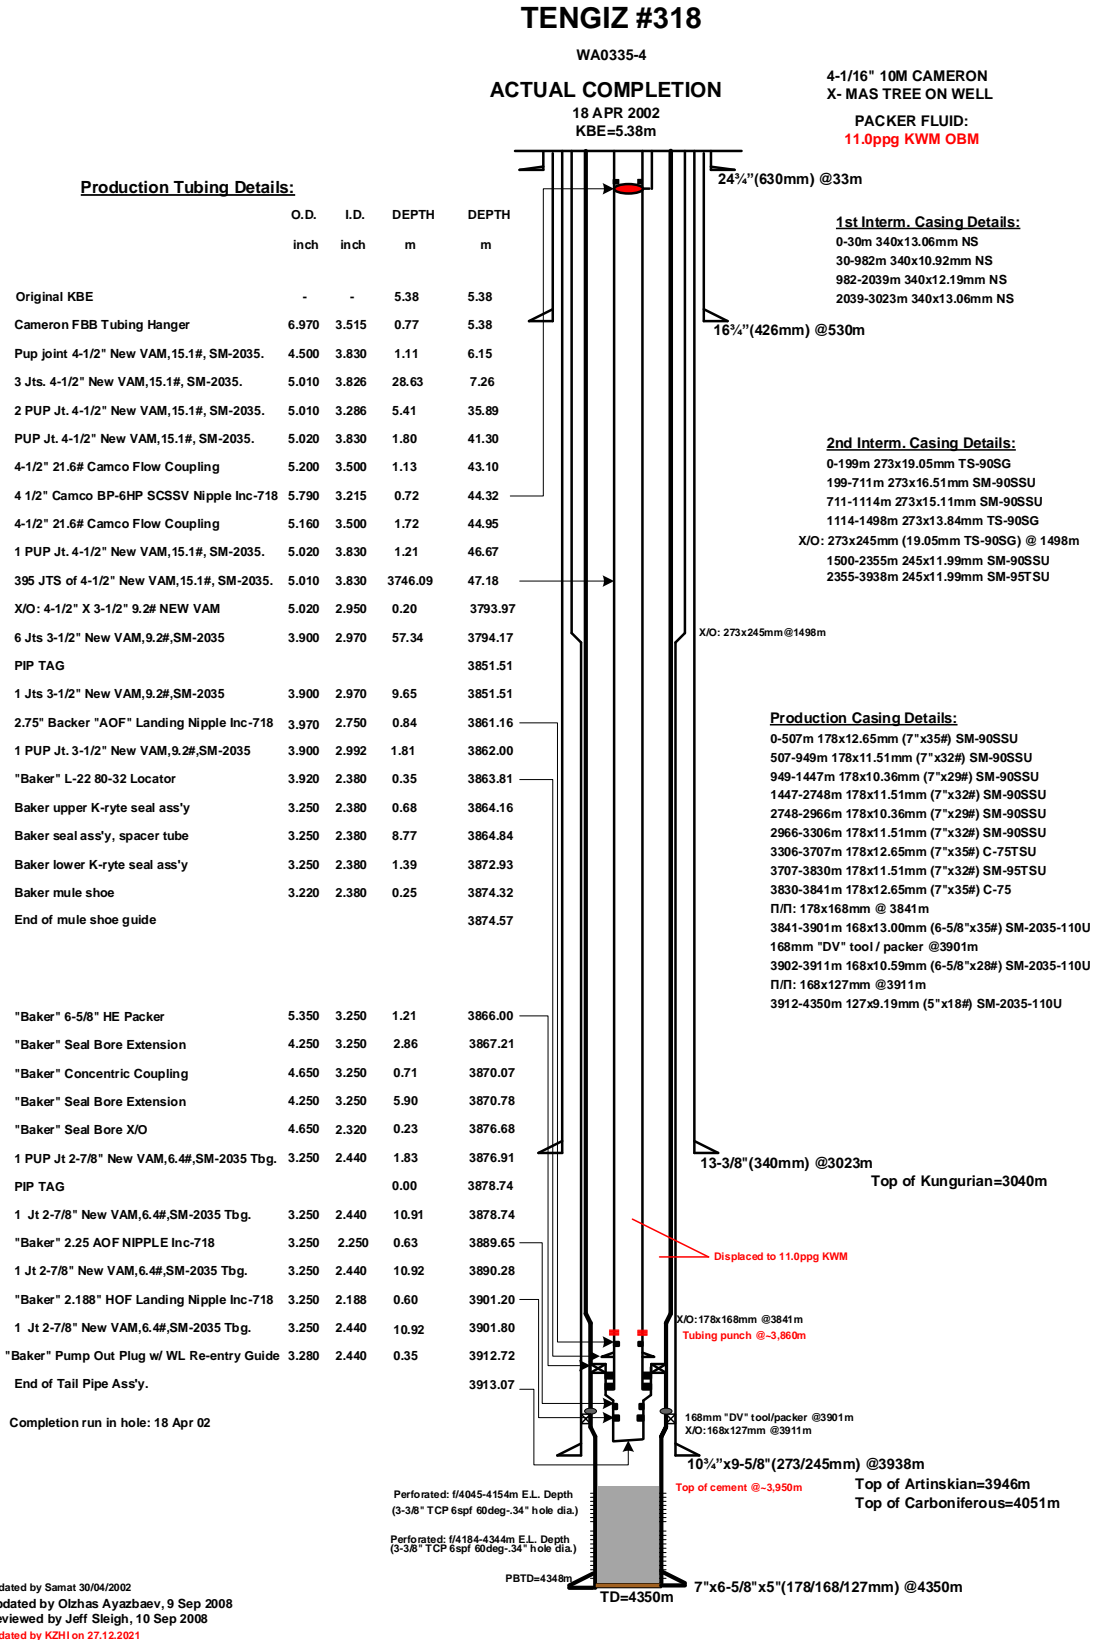 TENGIZ #318
WA0335-4
ACTUAL COMPLETION
18 APR 2002
KBE=5.38m
4-1/16" 10M CAMERON
X- MAS TREE ON WELL
PACKER FLUID:
11.0ppg KWM OBM
Production Tubing Details:
O.D. I.D. DEPTH DEPTH
inch inch m m
Original KBE - - 5.38 5.38
Cameron FBB Tubing Hanger 6.970 3.515 0.77 5.38
Pup joint 4-1/2" New VAM,15.1#, SM-2035. 4.500 3.830 1.11 6.15
3 Jts. 4-1/2" New VAM,15.1#, SM-2035. 5.010 3.826 28.63 7.26
2 PUP Jt. 4-1/2" New VAM,15.1#, SM-2035. 5.010 3.286 5.41 35.89
PUP Jt. 4-1/2" New VAM,15.1#, SM-2035. 5.020 3.830 1.80 41.30
4-1/2" 21.6# Camco Flow Coupling 5.200 3.500 1.13 43.10
4 1/2" Camco BP-6HP SCSSV Nipple Inc-718 5.790 3.215 0.72 44.32
4-1/2" 21.6# Camco Flow Coupling 5.160 3.500 1.72 44.95
1 PUP Jt. 4-1/2" New VAM,15.1#, SM-2035. 5.020 3.830 1.21 46.67
395 JTS of 4-1/2" New VAM,15.1#, SM-2035. 5.010 3.830 3746.09 47.18
X/O: 4-1/2" X 3-1/2" 9.2# NEW VAM 5.020 2.950 0.20 3793.97
6 Jts 3-1/2" New VAM,9.2#,SM-2035 3.900 2.970 57.34 3794.17
PIP TAG 3851.51
1 Jts 3-1/2" New VAM,9.2#,SM-2035 3.900 2.970 9.65 3851.51
2.75" Backer "AOF" Landing Nipple Inc-718 3.970 2.750 0.84 3861.16
1 PUP Jt. 3-1/2" New VAM,9.2#,SM-2035 3.900 2.992 1.81 3862.00
"Baker" L-22 80-32 Locator 3.920 2.380 0.35 3863.81
Baker upper K-ryte seal ass'y 3.250 2.380 0.68 3864.16
Baker seal ass'y, spacer tube 3.250 2.380 8.77 3864.84
Baker lower K-ryte seal ass'y 3.250 2.380 1.39 3872.93
Baker mule shoe 3.220 2.380 0.25 3874.32
End of mule shoe guide 3874.57
"Baker" 6-5/8" HE Packer 5.350 3.250 1.21 3866.00
"Baker" Seal Bore Extension 4.250 3.250 2.86 3867.21
"Baker" Concentric Coupling 4.650 3.250 0.71 3870.07
"Baker" Seal Bore Extension 4.250 3.250 5.90 3870.78
"Baker" Seal Bore X/O 4.650 2.320 0.23 3876.68
1 PUP Jt 2-7/8" New VAM,6.4#,SM-2035 Tbg. 3.250 2.440 1.83 3876.91
PIP TAG 0.00 3878.74
1 Jt 2-7/8" New VAM,6.4#,SM-2035 Tbg. 3.250 2.440 10.91 3878.74
"Baker" 2.25 AOF NIPPLE Inc-718 3.250 2.250 0.63 3889.65
1 Jt 2-7/8" New VAM,6.4#,SM-2035 Tbg. 3.250 2.440 10.92 3890.28
"Baker" 2.188" HOF Landing Nipple Inc-718 3.250 2.188 0.60 3901.20
1 Jt 2-7/8" New VAM,6.4#,SM-2035 Tbg. 3.250 2.440 10.92 3901.80
"Baker" Pump Out Plug w/ WL Re-entry Guide 3.280 2.440 0.35 3912.72
End of Tail Pipe Ass'y. 3913.07
Completion run in hole: 18 Apr 02
24¾"(630mm) @33m
1st Interm. Casing Details:
0-30m 340x13.06mm NS
30-982m 340x10.92mm NS
982-2039m 340x12.19mm NS
2039-3023m 340x13.06mm NS
16¾"(426mm) @530m
2nd Interm. Casing Details:
0-199m 273x19.05mm TS-90SG
199-711m 273x16.51mm SM-90SSU
711-1114m 273x15.11mm SM-90SSU
1114-1498m 273x13.84mm TS-90SG
X/O: 273x245mm (19.05mm TS-90SG) @ 1498m
1500-2355m 245x11.99mm SM-90SSU
2355-3938m 245x11.99mm SM-95TSU
X/O: 273x245mm@1498m
Production Casing Details:
0-507m 178x12.65mm (7"x35#) SM-90SSU
507-949m 178x11.51mm (7"x32#) SM-90SSU
949-1447m 178x10.36mm (7"x29#) SM-90SSU
1447-2748m 178x11.51mm (7"x32#) SM-90SSU
2748-2966m 178x10.36mm (7"x29#) SM-90SSU
2966-3306m 178x11.51mm (7"x32#) SM-90SSU
3306-3707m 178x12.65mm (7"x35#) C-75TSU
3707-3830m 178x11.51mm (7"x32#) SM-95TSU
3830-3841m 178x12.65mm (7"x35#) C-75
П/П: 178x168mm @ 3841m
3841-3901m 168x13.00mm (6-5/8"x35#) SM-2035-110U
168mm "DV" tool / packer @3901m
3902-3911m 168x10.59mm (6-5/8"x28#) SM-2035-110U
П/П: 168x127mm @3911m
3912-4350m 127x9.19mm (5"x18#) SM-2035-110U
13-3/8"(340mm) @3023m
Top of Kungurian=3040m
Displaced to 11.0ppg KWM
X/O:178x168mm @3841m
Tubing punch @~3,860m
168mm "DV" tool/packer @3901m
X/O:168x127mm @3911m
10¾"x9-5/8"(273/245mm) @3938m
Top of cement @~3,950m
Top of Artinskian=3946m
Top of Carboniferous=4051m
Perforated: f/4045-4154m E.L. Depth
(3-3/8" TCP 6spf 60deg-.34" hole dia.)
Perforated: f/4184-4344m E.L. Depth
(3-3/8" TCP 6spf 60deg-.34" hole dia.)
PBTD=4348m
TD=4350m
7"x6-5/8"x5"(178/168/127mm) @4350m
dated by Samat 30/04/2002
pdated by Olzhas Ayazbaev, 9 Sep 2008
eviewed by Jeff Sleigh, 10 Sep 2008
dated by KZHI on 27.12.2021